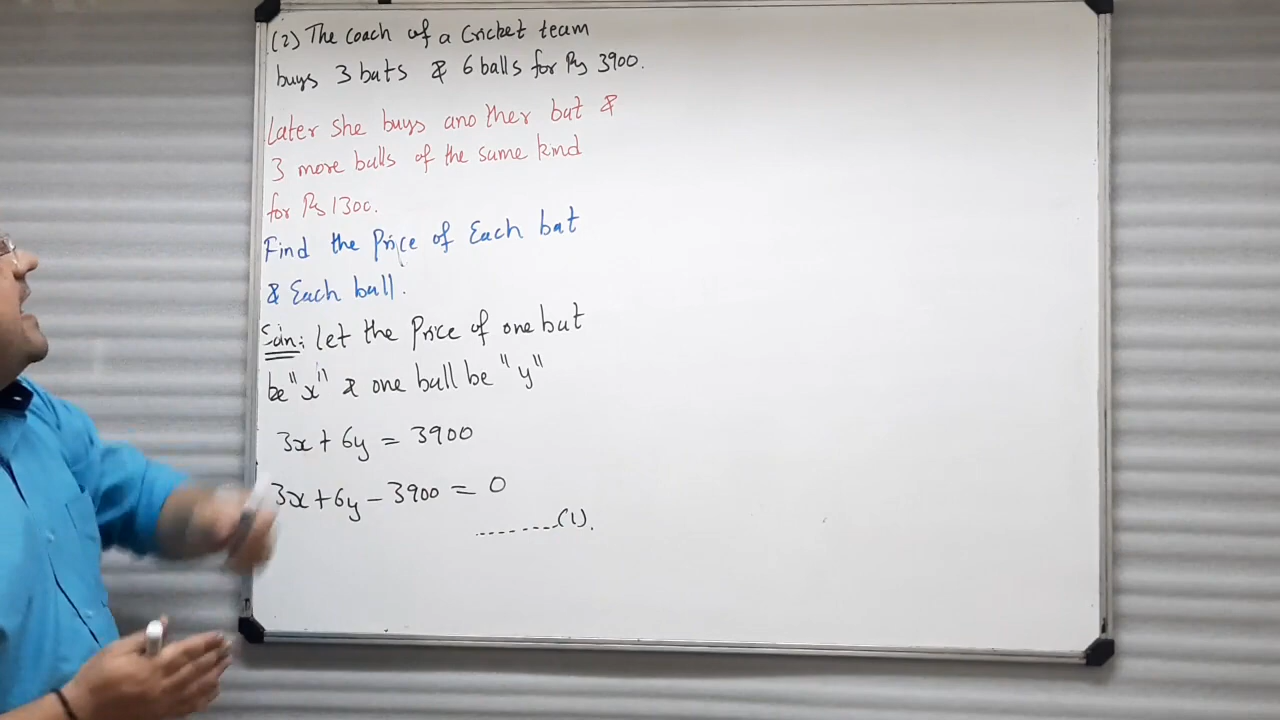 (2) The coach of a Cricket team
buys 3 bats & 6 balls for Rs 3900.
Later she buys another bat &
3 more balls of the same kind
for Rs 1300.
Find the Price of Each bat
& Each ball.
Soln: Let the Price of one bat
be "x" & one ball be "y"
3x + 6y = 3900
3x + 6y - 3900 = 0
.........(1).